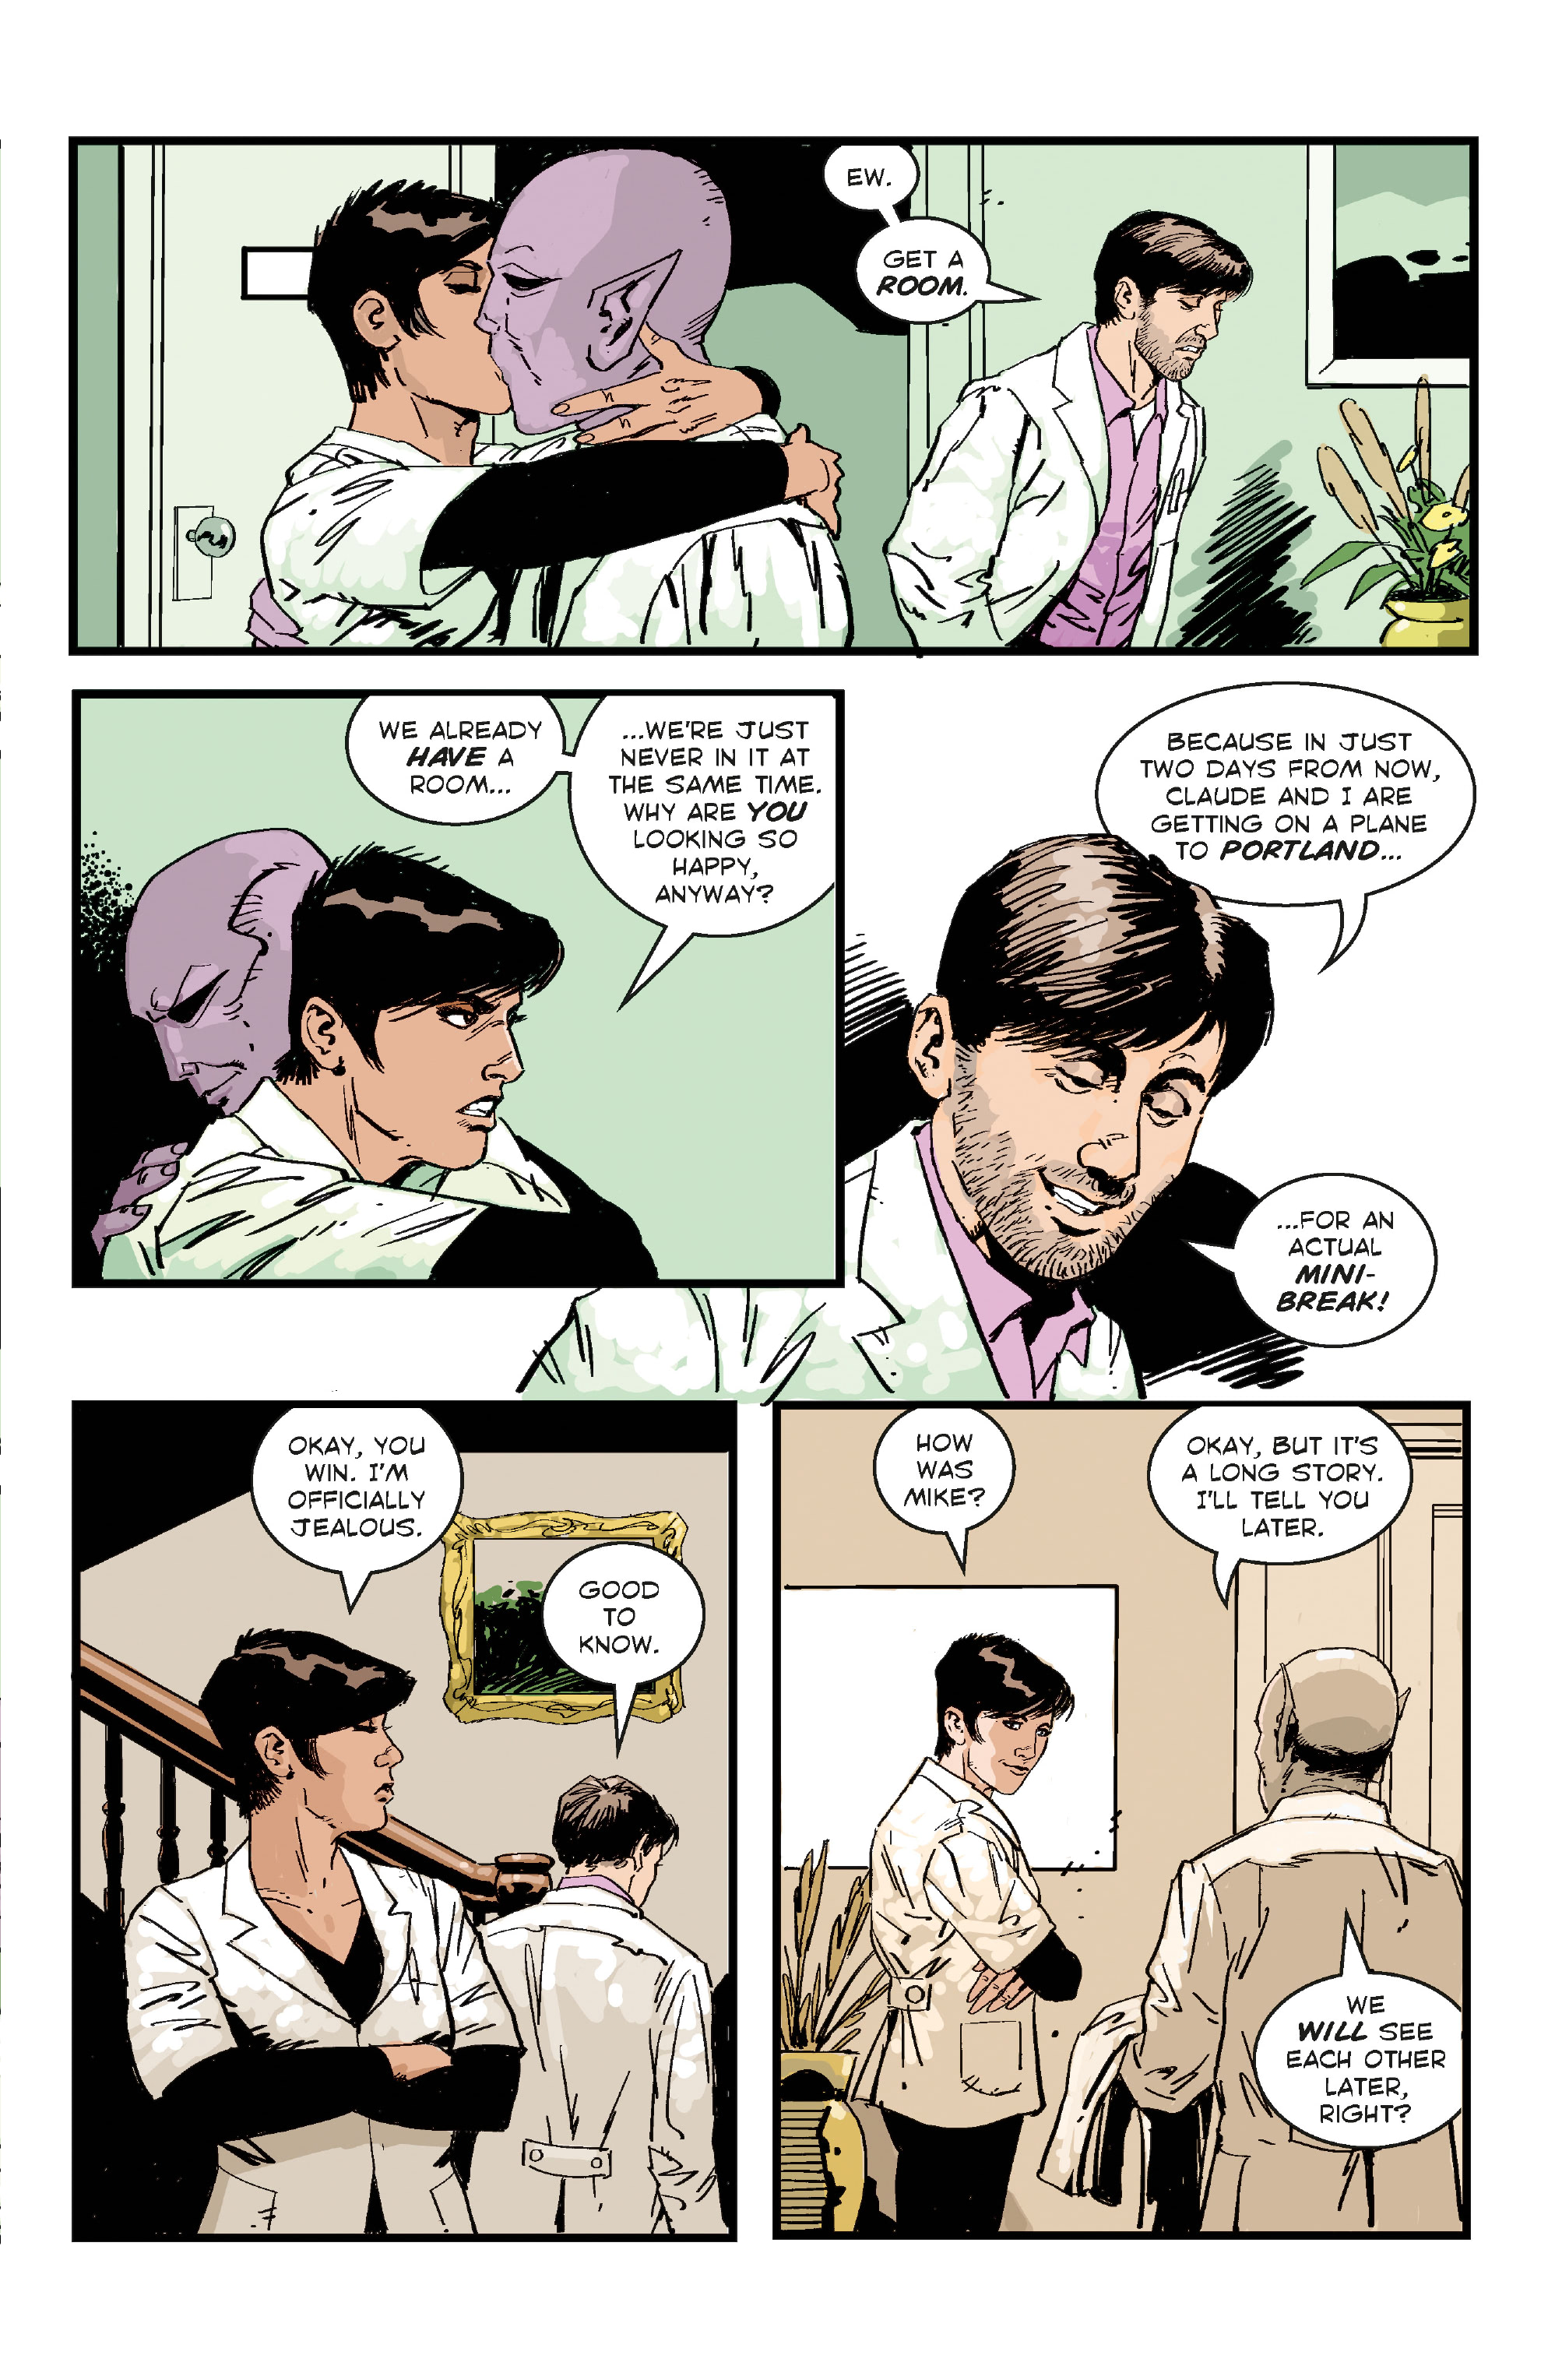 EW.
GET A
ROOM.
WE ALREADY
HAVE A
ROOM...
...WE'RE JUST
NEVER IN IT AT
THE SAME TIME.
WHY ARE YOU
LOOKING SO
HAPPY,
ANYWAY?
BECAUSE IN JUST
TWO DAYS FROM NOW,
CLAUDE AND I ARE
GETTING ON A PLANE
TO PORTLAND...
...FOR AN
ACTUAL
MINI-
BREAK!
OKAY, YOU
WIN. I'M
OFFICIALLY
JEALOUS.
GOOD
TO
KNOW.
HOW
WAS
MIKE?
OKAY, BUT IT'S
A LONG STORY.
I'LL TELL YOU
LATER.
WE
WILL SEE
EACH OTHER
LATER,
RIGHT?